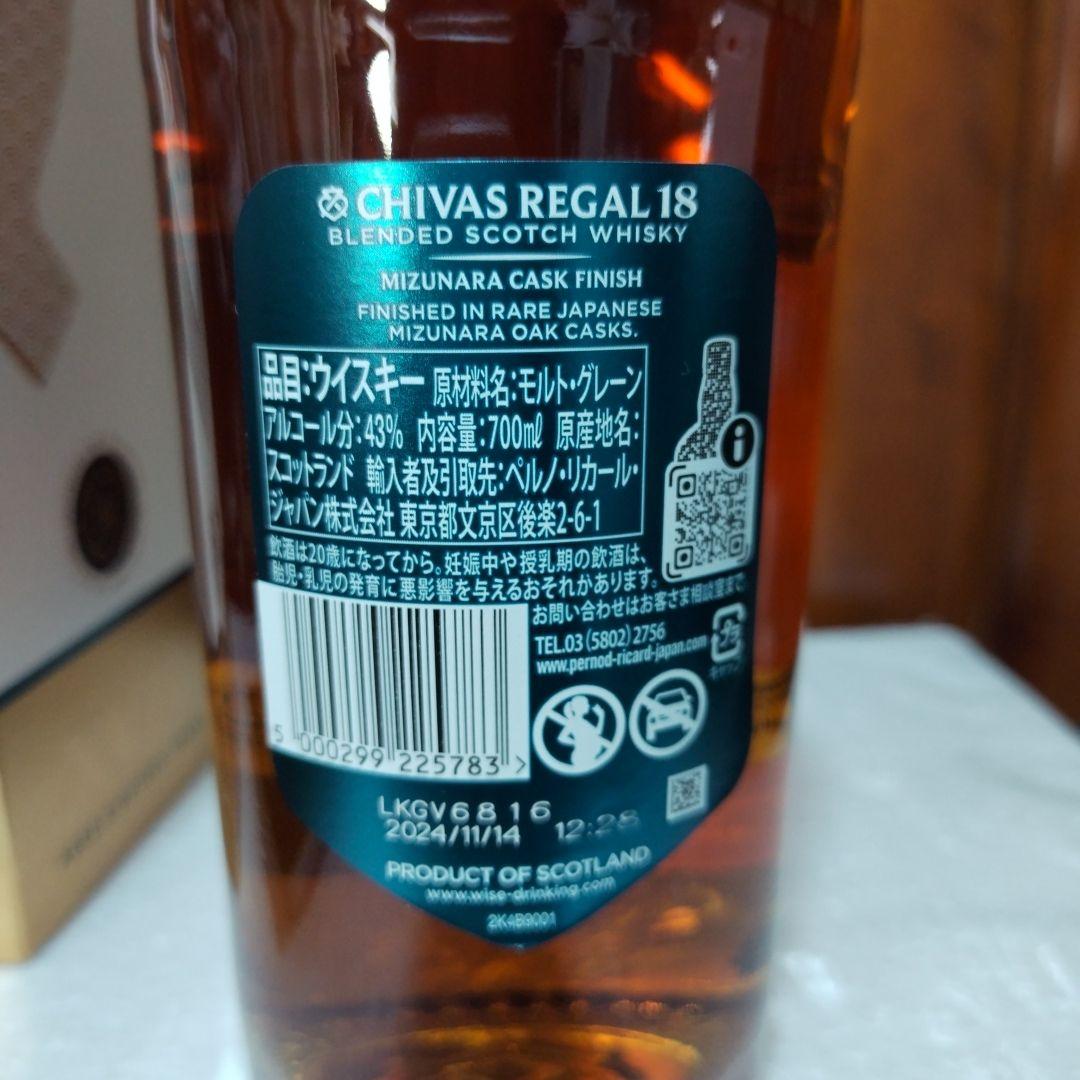 CHIVAS REGAL 18
BLENDED SCOTCH WHISKY
MIZUNARA CASK FINISH
FINISHED IN RARE JAPANESE
MIZUNARA OAK CASKS.
品目:ウイスキー 原材料名:モルト・グレーン
アルコール分:43% 内容量:700㎖ 原産地名:
スコットランド 輸入者及引取先:ペルノ・リカール・
ジャパン株式会社 東京都文京区後楽2-6-1
飲酒は20歳になってから。妊娠中や授乳期の飲酒は、
胎児・乳児の発育に悪影響を与えるおそれがあります。
お問い合わせはお客さま相談室まで。
TEL.03 (5802) 2756
www.pernod-ricard-japan.com
プラ
キャップ
5 000299 225783 >
LKGV6816
2024/11/14 12:28
PRODUCT OF SCOTLAND
www.wise-drinking.com
2K4B9001